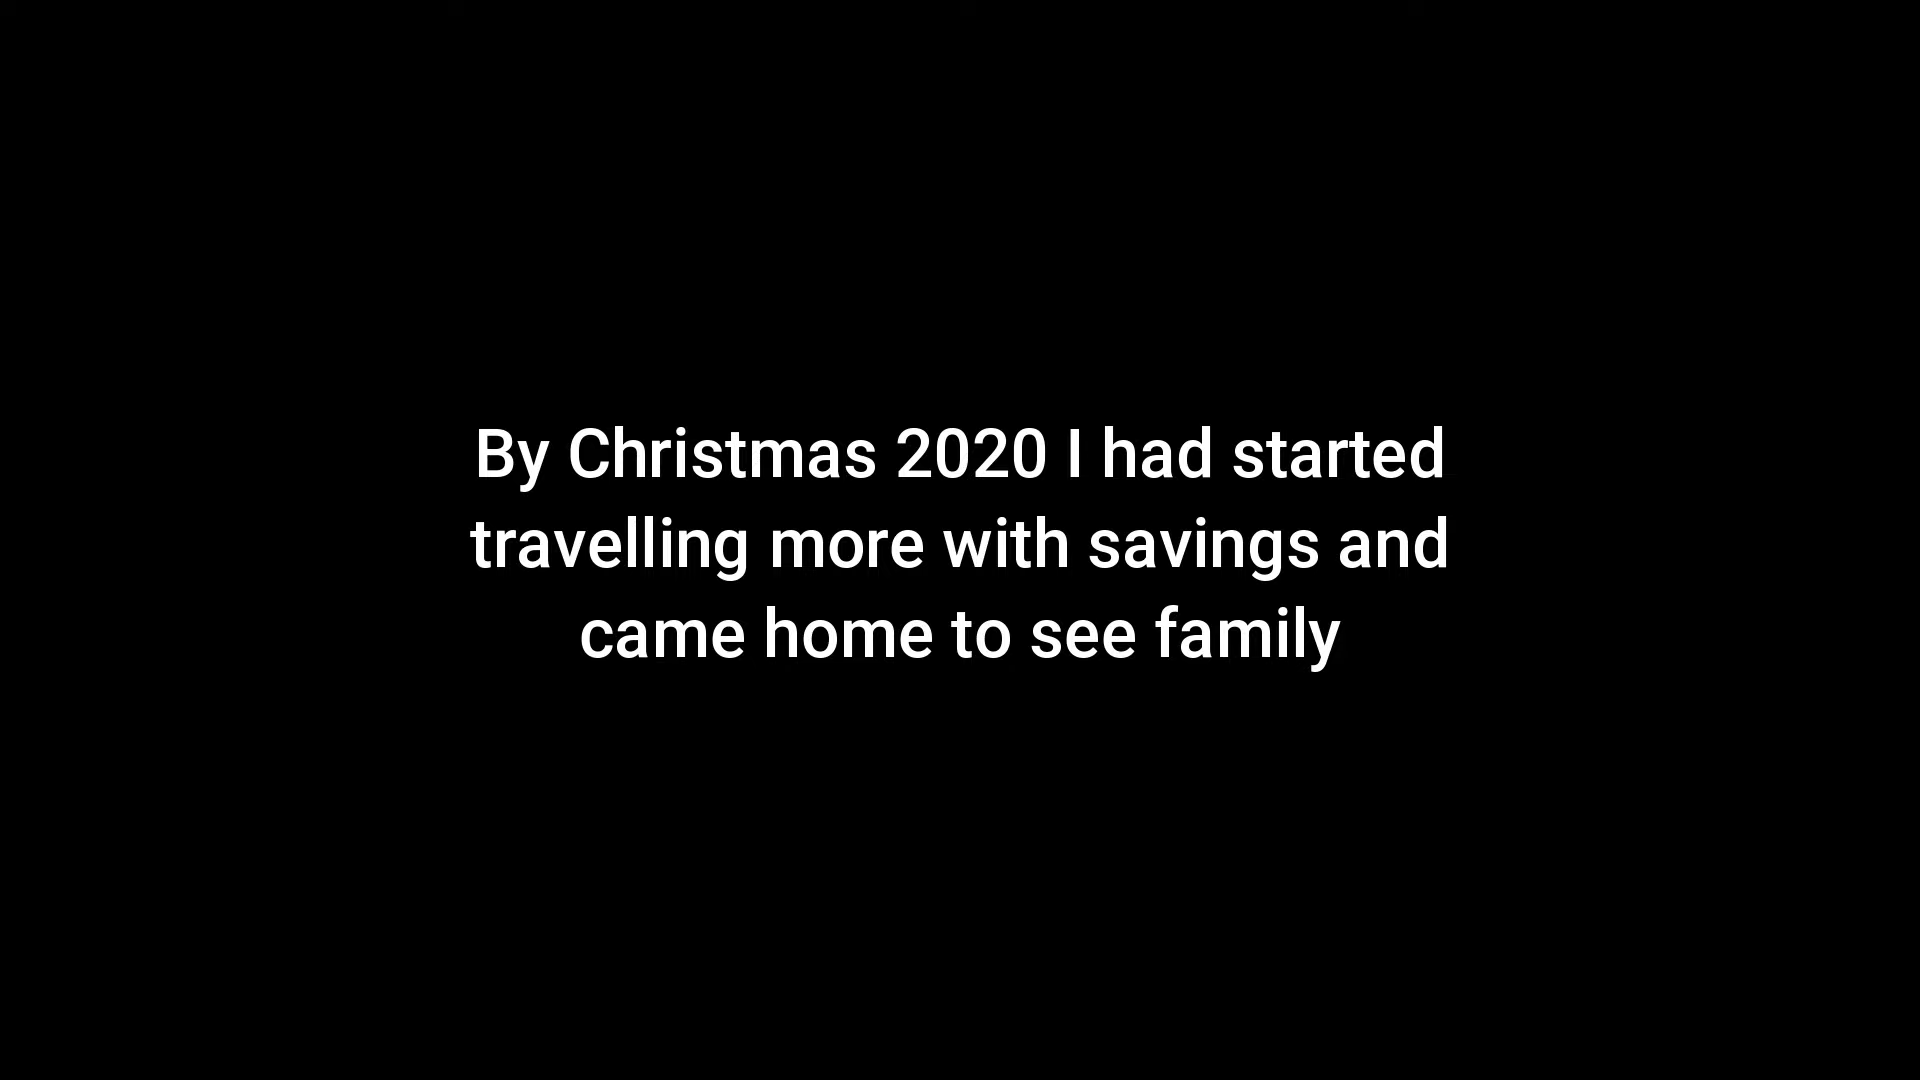 By Christmas 2020 I had started
travelling more with savings and
came home to see family